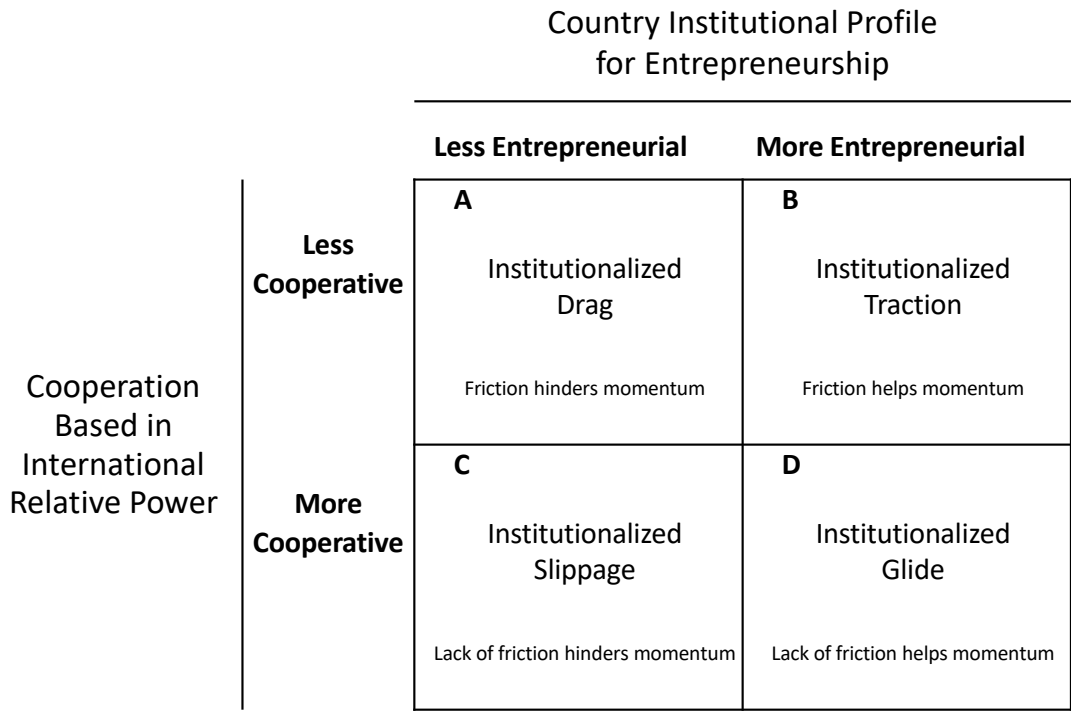 Country Institutional Profile
for Entrepreneurship
Less Entrepreneurial
More Entrepreneurial
Cooperation
Based in
International
Relative Power
Less
Cooperative
A
Institutionalized
Drag
Friction hinders momentum
B
Institutionalized
Traction
Friction helps momentum
More
Cooperative
C
Institutionalized
Slippage
Lack of friction hinders momentum
D
Institutionalized
Glide
Lack of friction helps momentum